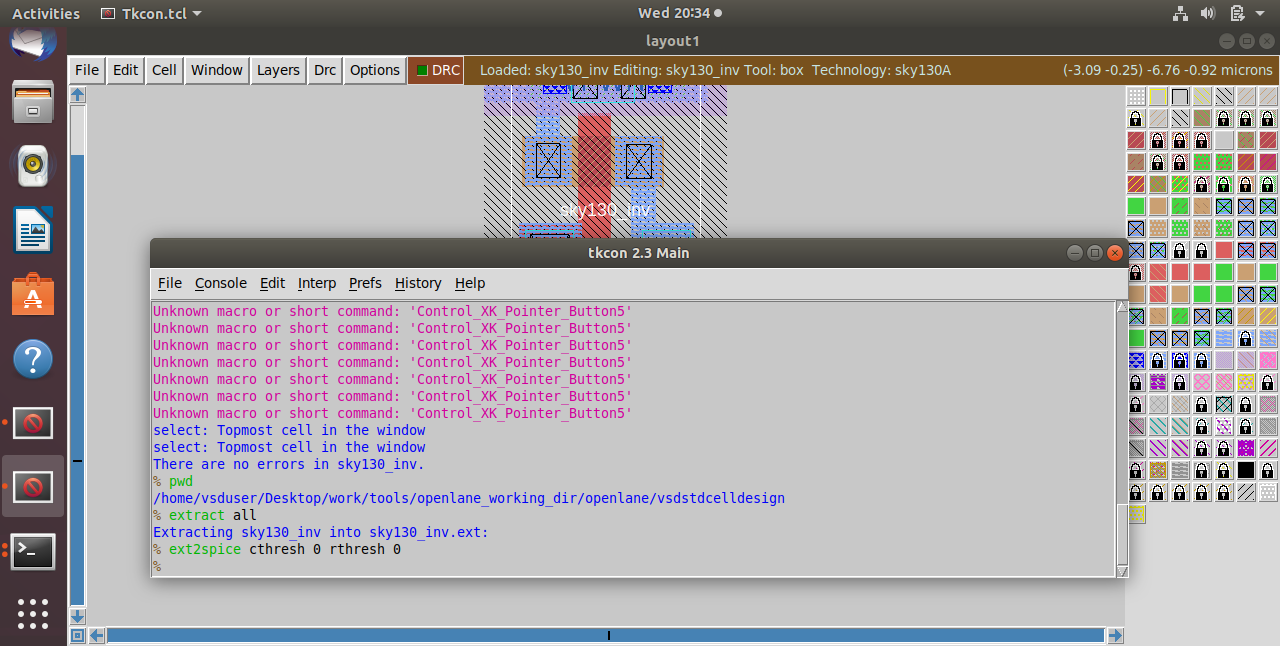 Activities Tkcon.tcl Wed 20:34
layout1
File Edit Cell Window Layers Drc Options DRC Loaded: sky130_inv Editing: sky130_inv Tool: box Technology: sky130A (-3.09 -0.25) -6.76 -0.92 microns
sky130_inv
tkcon 2.3 Main
File Console Edit Interp Prefs History Help
Unknown macro or short command: 'Control_XK_Pointer_Button5'
Unknown macro or short command: 'Control_XK_Pointer_Button5'
Unknown macro or short command: 'Control_XK_Pointer_Button5'
Unknown macro or short command: 'Control_XK_Pointer_Button5'
Unknown macro or short command: 'Control_XK_Pointer_Button5'
Unknown macro or short command: 'Control_XK_Pointer_Button5'
Unknown macro or short command: 'Control_XK_Pointer_Button5'
select: Topmost cell in the window
select: Topmost cell in the window
There are no errors in sky130_inv.
% pwd
/home/vsduser/Desktop/work/tools/openlane_working_dir/openlane/vsdstdcelldesign
% extract all
Extracting sky130_inv into sky130_inv.ext:
% ext2spice cthresh 0 rthresh 0
%